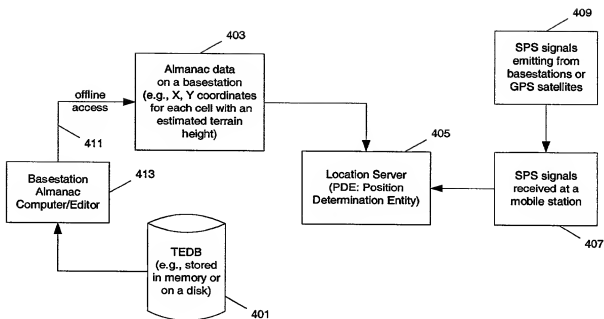 403
Almanac data
on a basestation
(e.g., X, Y coordinates
for each cell with an
estimated terrain
height)
409
SPS signals
emitting from
basestations or
GPS satellites
offline
access
411
405
Location Server
(PDE: Position
Determination Entity)
SPS signals
received at a
mobile station
407
413
Basestation
Almanac
Computer/Editor
TEDB
(e.g., stored
in memory or
on a disk)
401